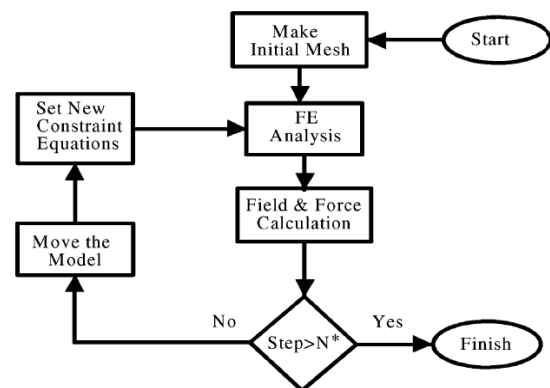 Make
Initial Mesh
Start
Set New
Constraint
Equations
FE
Analysis
Field & Force
Calculation
Move the
Model
No
Step>N*
Yes
Finish